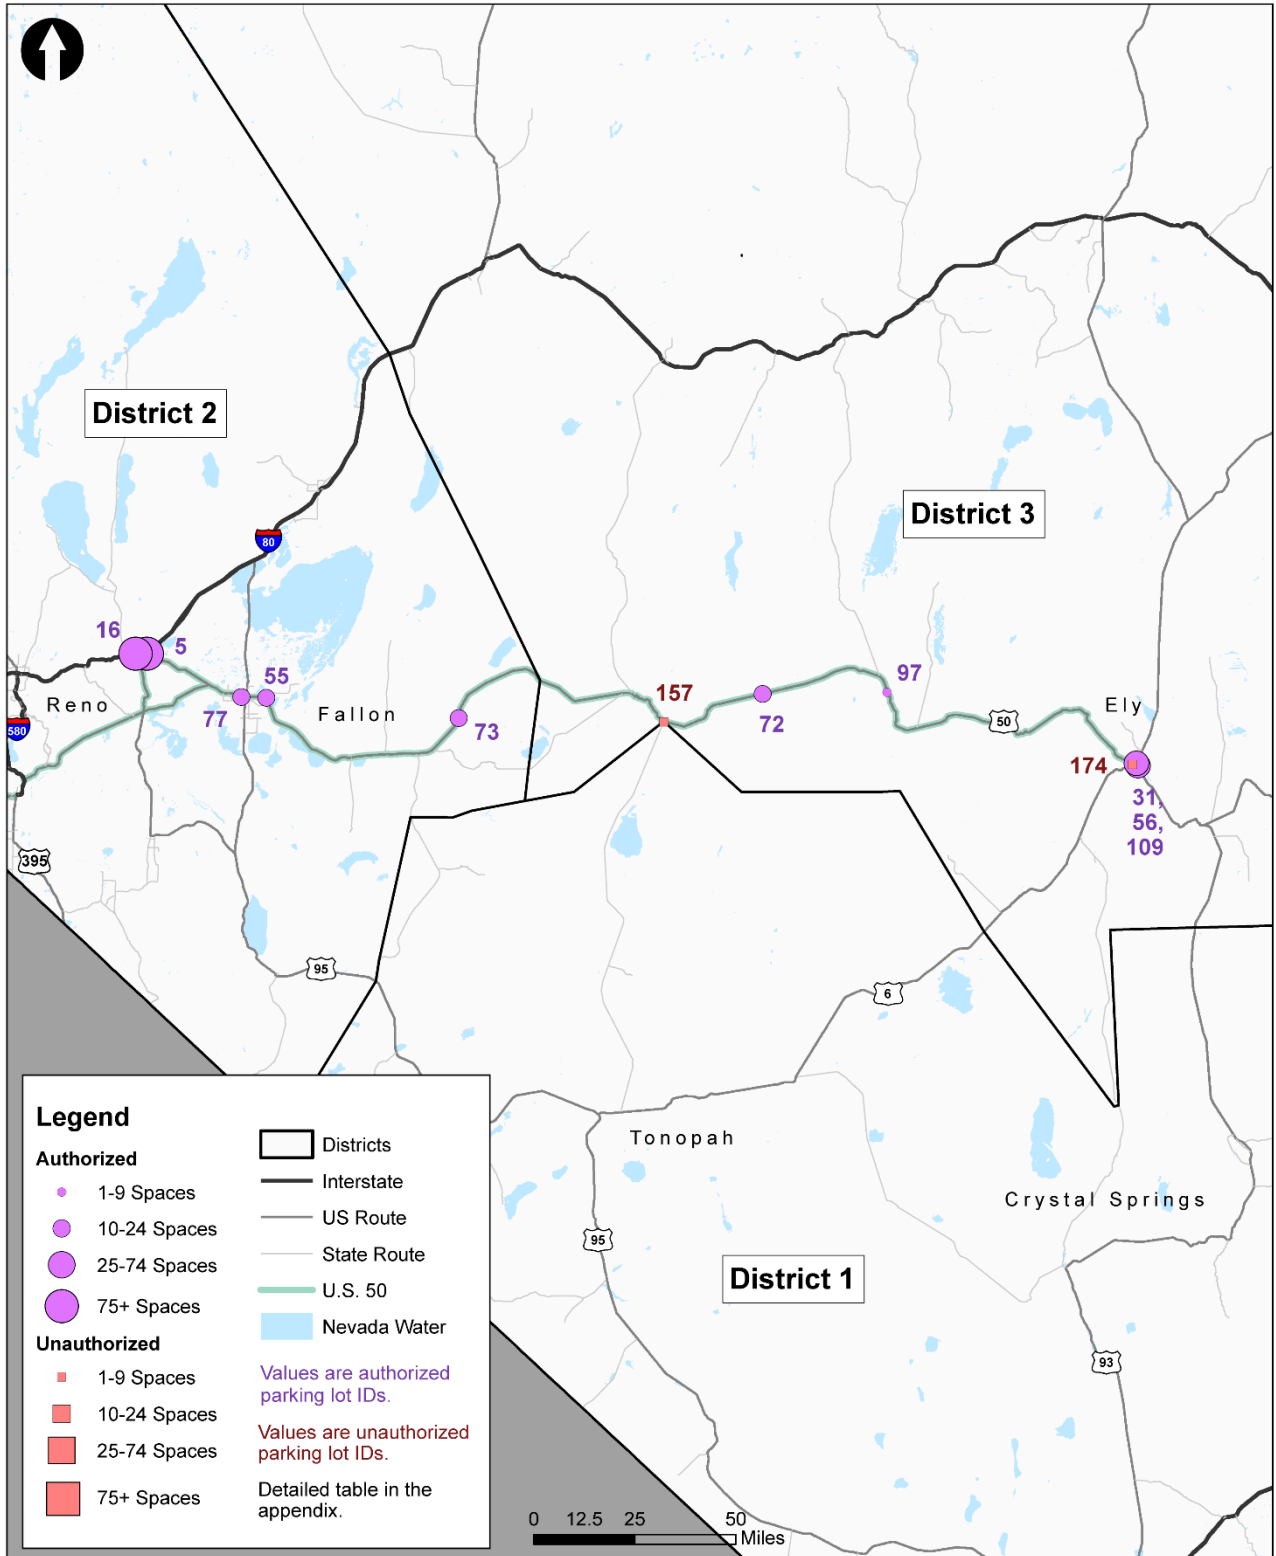 District 2
District 3
80
16
5
55
Reno
77
Fallon
73
580
157
72
97
50
Ely
174
31,
56,
109
395
95
6
Tonopah
Crystal Springs
95
District 1
93
Legend
Authorized
1-9 Spaces
10-24 Spaces
25-74 Spaces
75+ Spaces
Unauthorized
1-9 Spaces
10-24 Spaces
25-74 Spaces
75+ Spaces
Districts
Interstate
US Route
State Route
U.S. 50
Nevada Water
Values are authorized
parking lot IDs.
Values are unauthorized
parking lot IDs.
Detailed table in the
appendix.
0 12.5 25 50
Miles